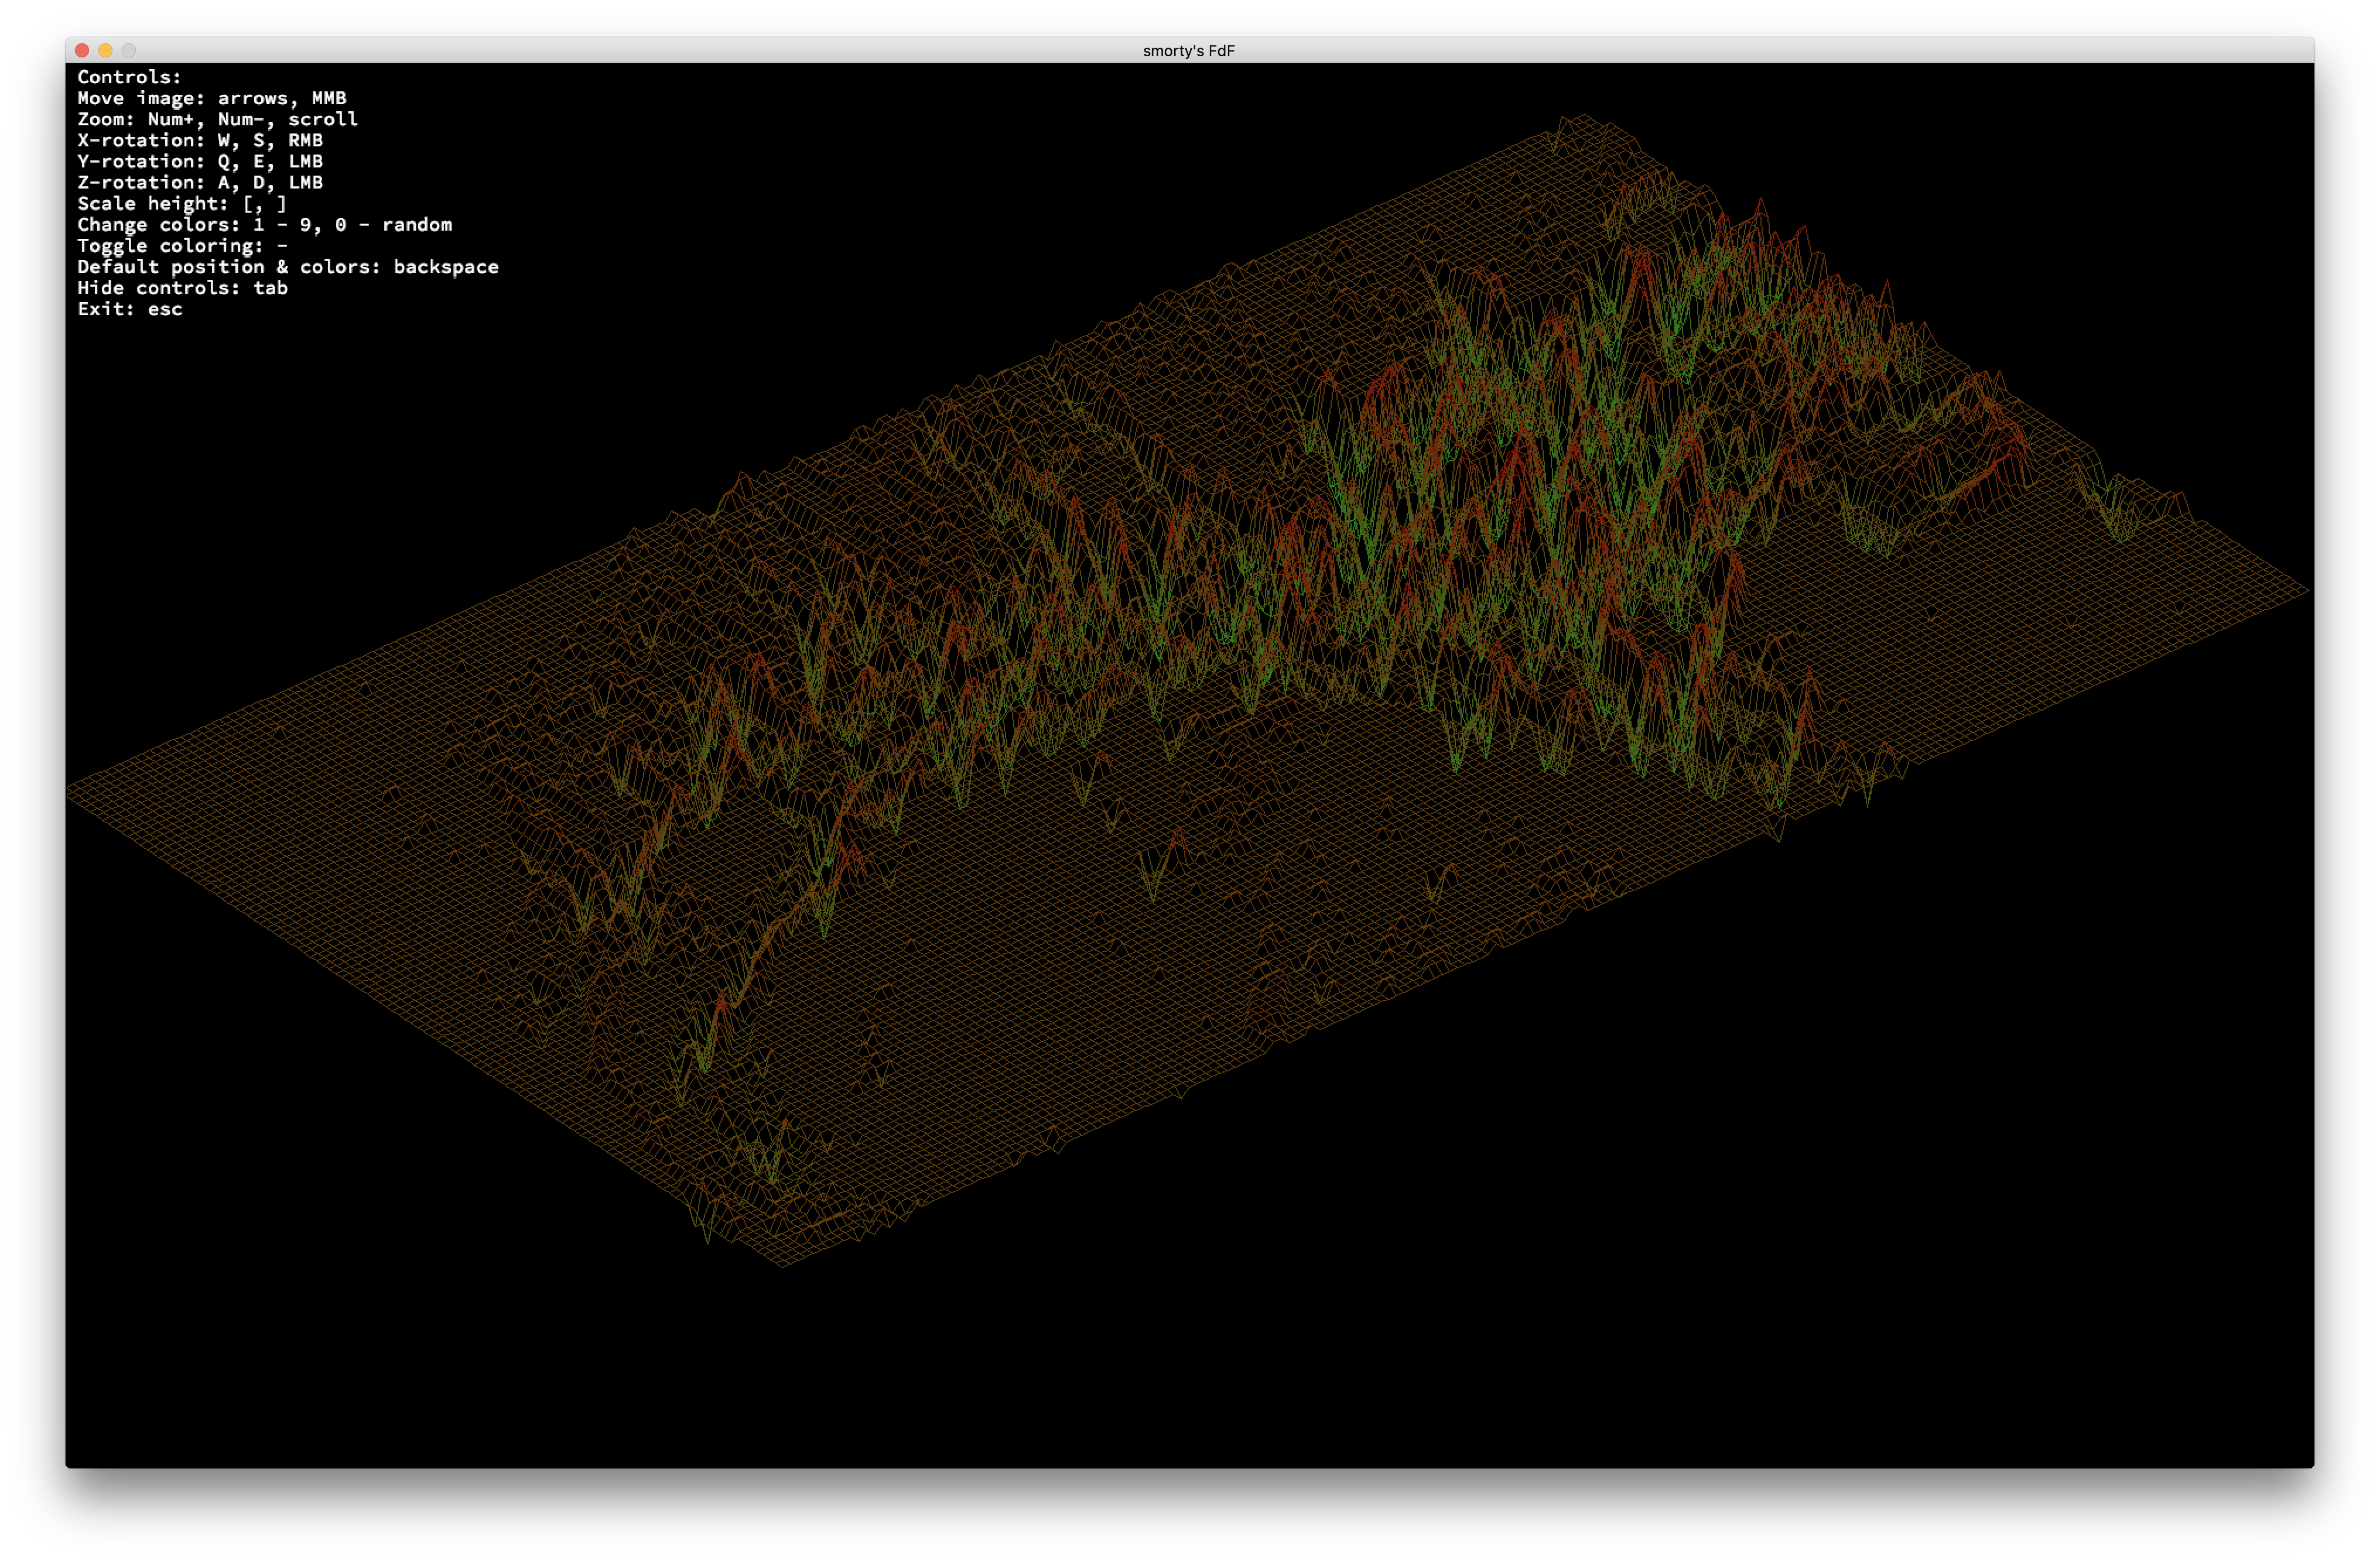 smorty's FdF
Controls:
Move image: arrows, MMB
Zoom: Num+, Num-, scroll
X-rotation: W, S, RMB
Y-rotation: Q, E, LMB
Z-rotation: A, D, LMB
Scale height: [, ]
Change colors: 1 - 9, 0 - random
Toggle coloring: -
Default position & colors: backspace
Hide controls: tab
Exit: esc